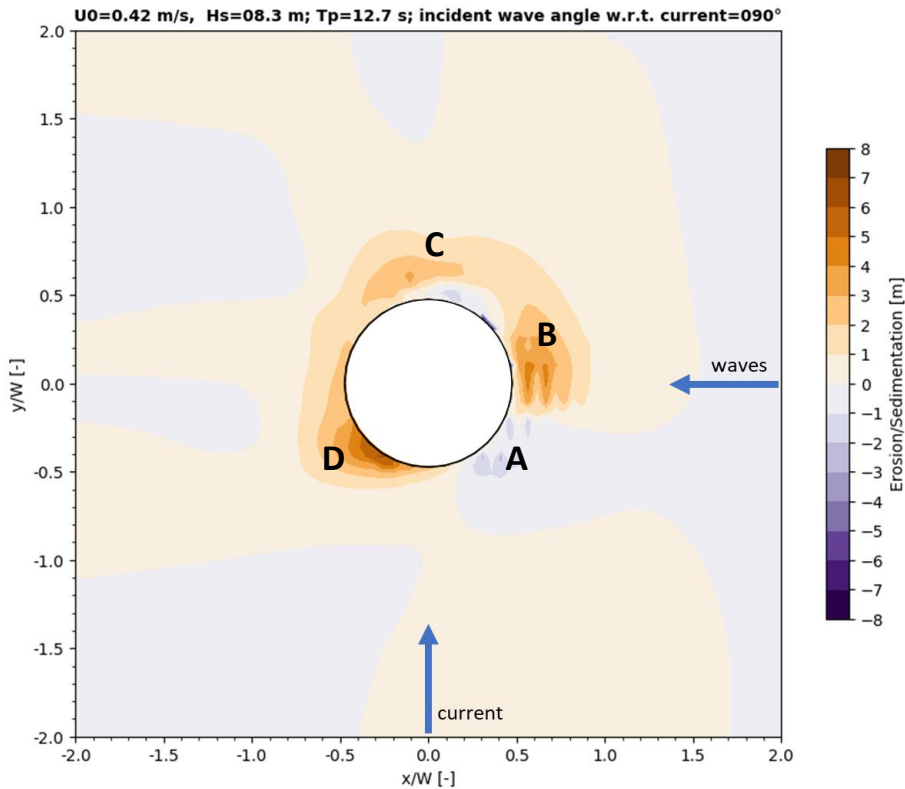 U0=0.42 m/s, Hs=08.3 m; Tp=12.7 s; incident wave angle w.r.t. current=090°
2.0
1.5
1.0
0.5
0.0
-0.5
-1.0
-1.5
-2.0
y/W [-]
C
B
A
D
waves
current
-2.0 -1.5 -1.0 -0.5 0.0 0.5 1.0 1.5 2.0
x/W [-]
8
7
6
5
4
3
2
1
0
−1
−2
−3
−4
−5
−6
−7
−8
Erosion/Sedimentation [m]